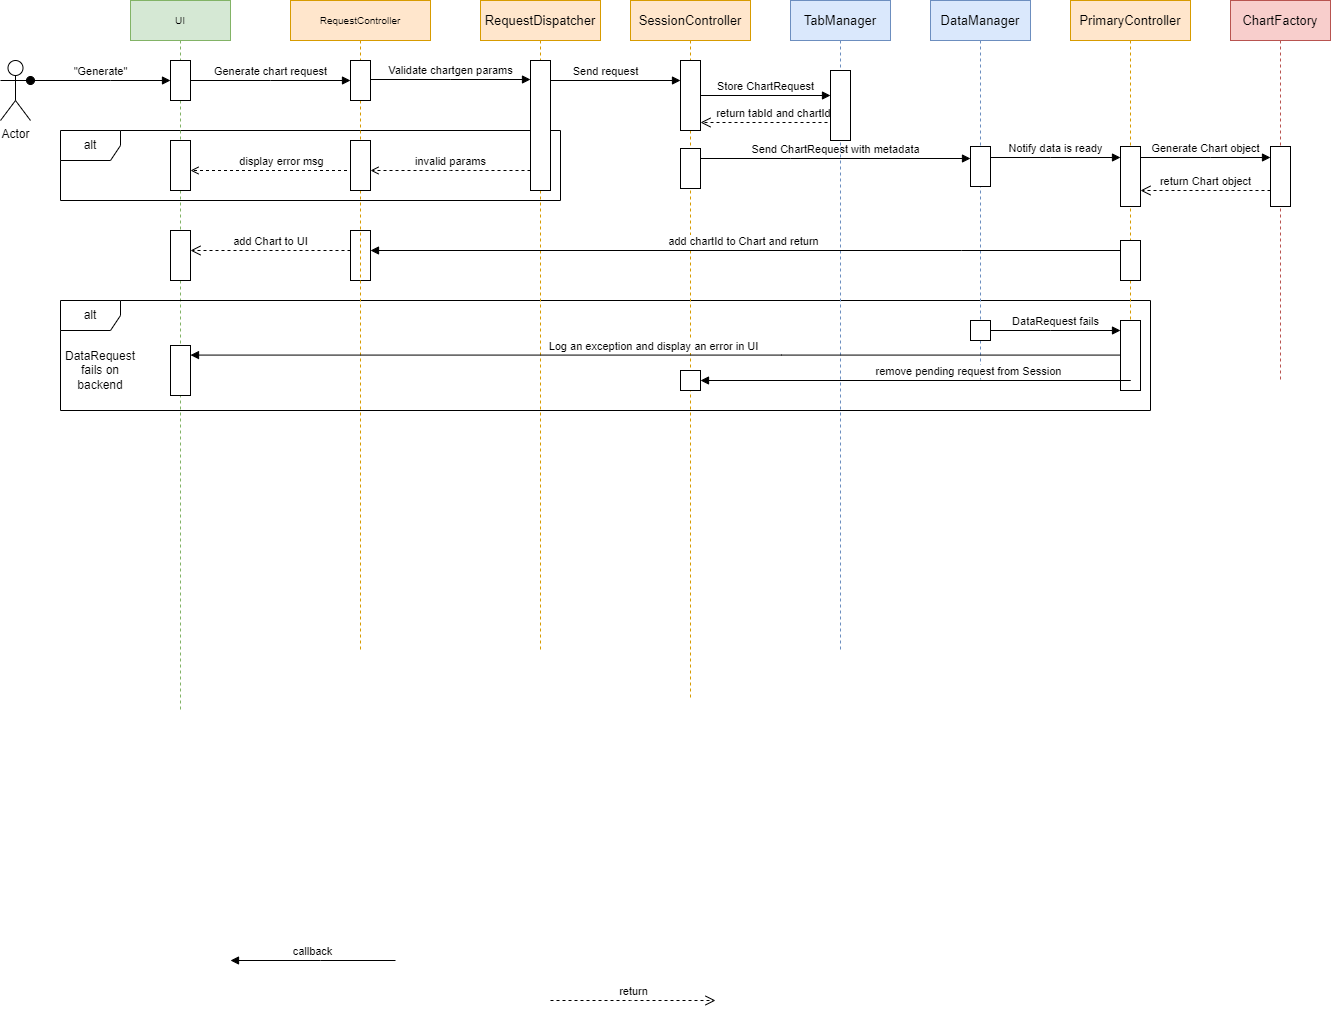 UI
RequestController
RequestDispatcher
SessionController
TabManager
DataManager
PrimaryController
ChartFactory
"Generate"
Generate chart request
Validate chartgen params
Send request
Store ChartRequest
return tabId and chartId
Actor
alt
display error msg
invalid params
Send ChartRequest with metadata
Notify data is ready
Generate Chart object
return Chart object
add Chart to UI
add chartId to Chart and return
alt
DataRequest fails
DataRequest
fails on
backend
Log an exception and display an error in UI
remove pending request from Session
callback
return